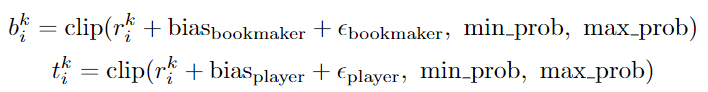 b_i^k = clip(r_i^k + bias_bookmaker + ϵ_bookmaker, min_prob, max_prob)
t_i^k = clip(r_i^k + bias_player + ϵ_player, min_prob, max_prob)